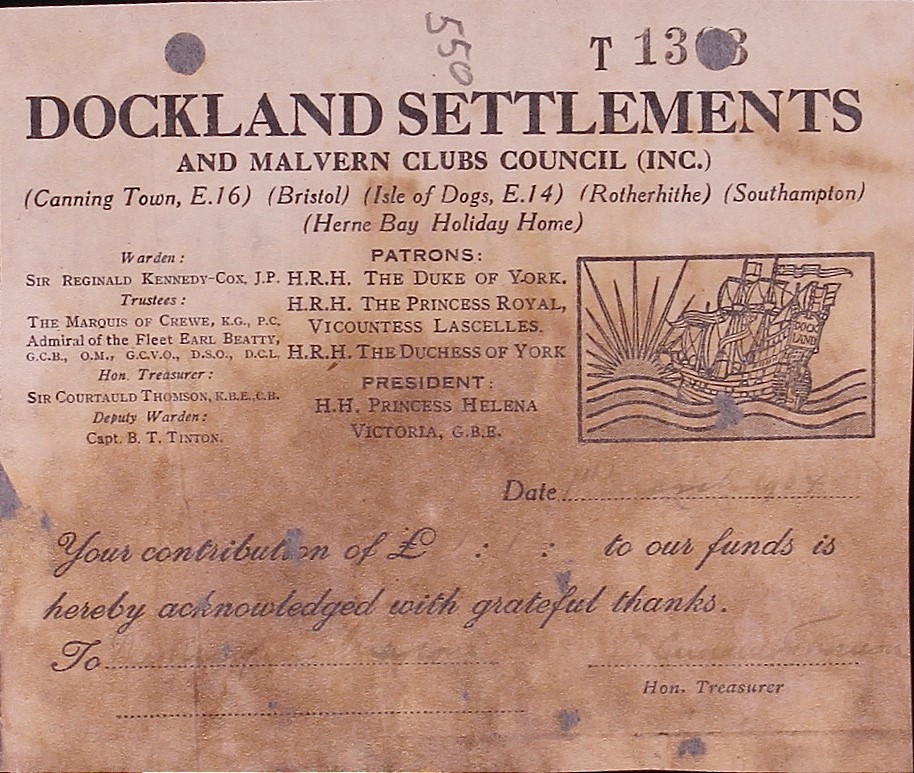 550
T 13
DOCKLAND SETTLEMENTS
AND MALVERN CLUBS COUNCIL (INC.)
(Canning Town, E.16) (Bristol) (Isle of Dogs, E.14) (Rotherhithe) (Southampton)
(Herne Bay Holiday Home)
Warden:
SIR REGINALD KENNEDY-COX, J.P.
Trustees:
THE MARQUIS OF CREWE, K.G., P.C.
Admiral of the Fleet EARL BEATTY,
G.C.B., O.M., G.C.V.O., D.S.O., D.C.L.
Hon. Treasurer:
SIR COURTAULD THOMSON, K.B.E., C.B.
Deputy Warden:
Capt. B. T. TINTON.
PATRONS:
H.R.H. THE DUKE OF YORK.
H.R.H. THE PRINCESS ROYAL,
VICOUNTESS LASCELLES.
H.R.H. THE DUCHESS OF YORK
PRESIDENT:
H.H. PRINCESS HELENA
VICTORIA, G.B.E.
DOCK
LAND
Date
Your contribution of £ : : to our funds is
hereby acknowledged with grateful thanks.
To
Hon. Treasurer